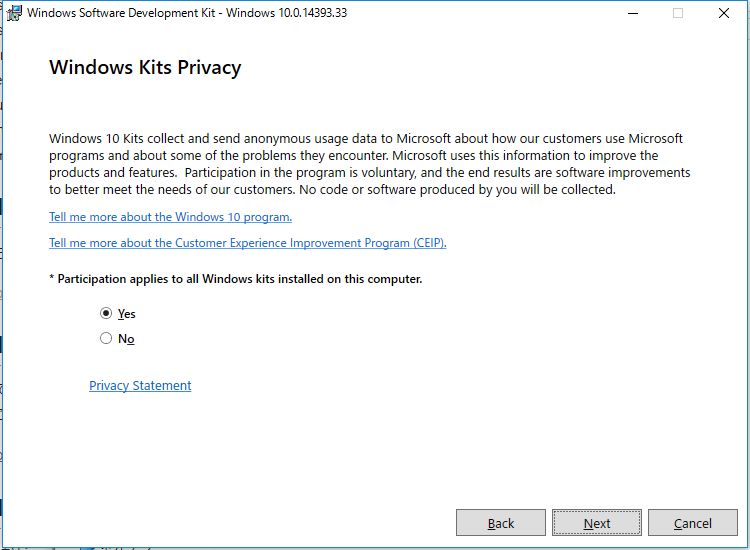 Windows Software Development Kit - Windows 10.0.14393.33
Windows Kits Privacy
Windows 10 Kits collect and send anonymous usage data to Microsoft about how our customers use Microsoft
programs and about some of the problems they encounter. Microsoft uses this information to improve the
products and features.  Participation in the program is voluntary, and the end results are software improvements
to better meet the needs of our customers. No code or software produced by you will be collected.
Tell me more about the Windows 10 program.
Tell me more about the Customer Experience Improvement Program (CEIP).
* Participation applies to all Windows kits installed on this computer.
Yes
No
Privacy Statement
Back Next Cancel